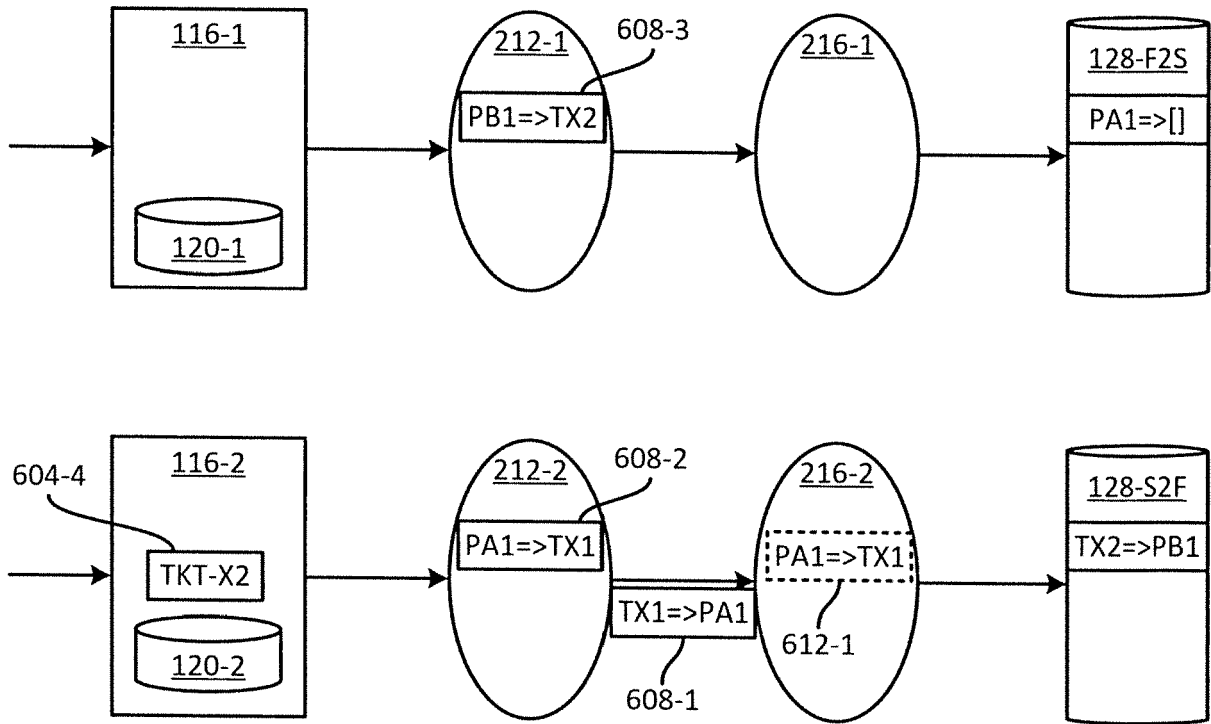 116-1
120-1
212-1
608-3
PB1=>TX2
216-1
128-F2S
PA1=>[]
604-4
116-2
TKT-X2
120-2
212-2
608-2
PA1=>TX1
TX1=>PA1
608-1
216-2
PA1=>TX1
612-1
128-S2F
TX2=>PB1